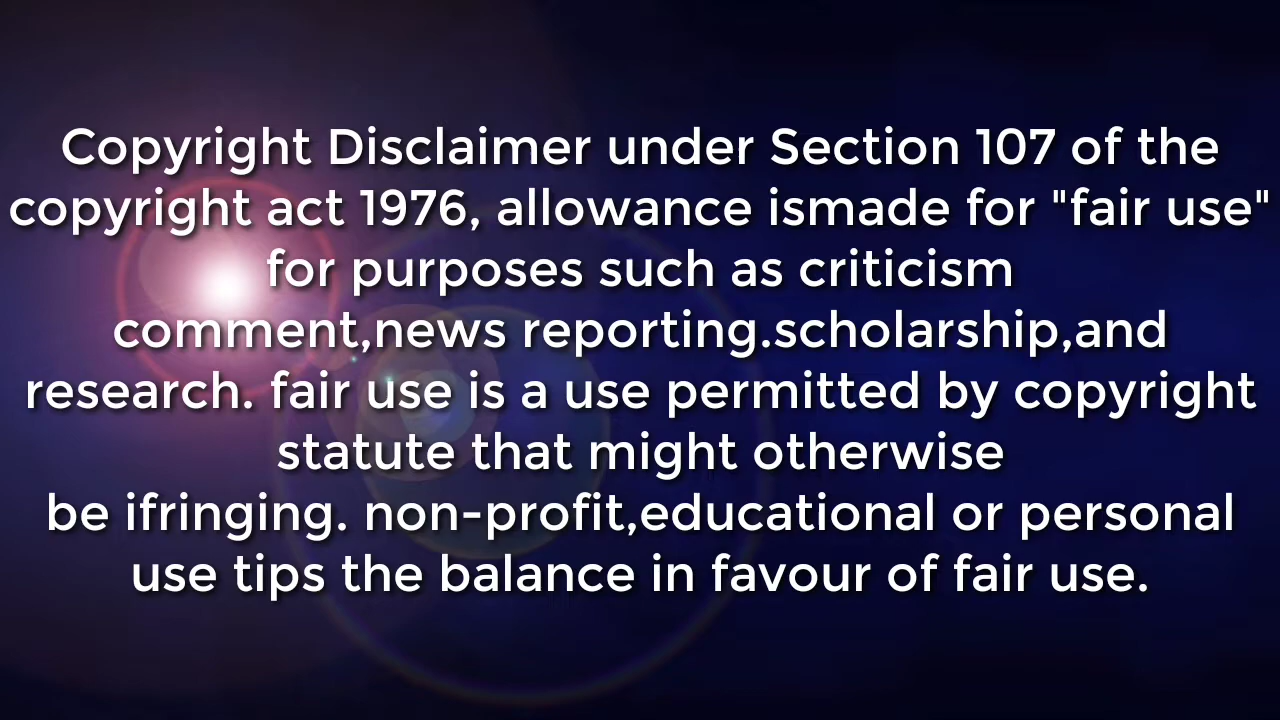 Copyright Disclaimer under Section 107 of the
copyright act 1976, allowance ismade for "fair use"
for purposes such as criticism
comment,news reporting.scholarship,and
research. fair use is a use permitted by copyright
statute that might otherwise
be ifringing. non-profit,educational or personal
use tips the balance in favour of fair use.